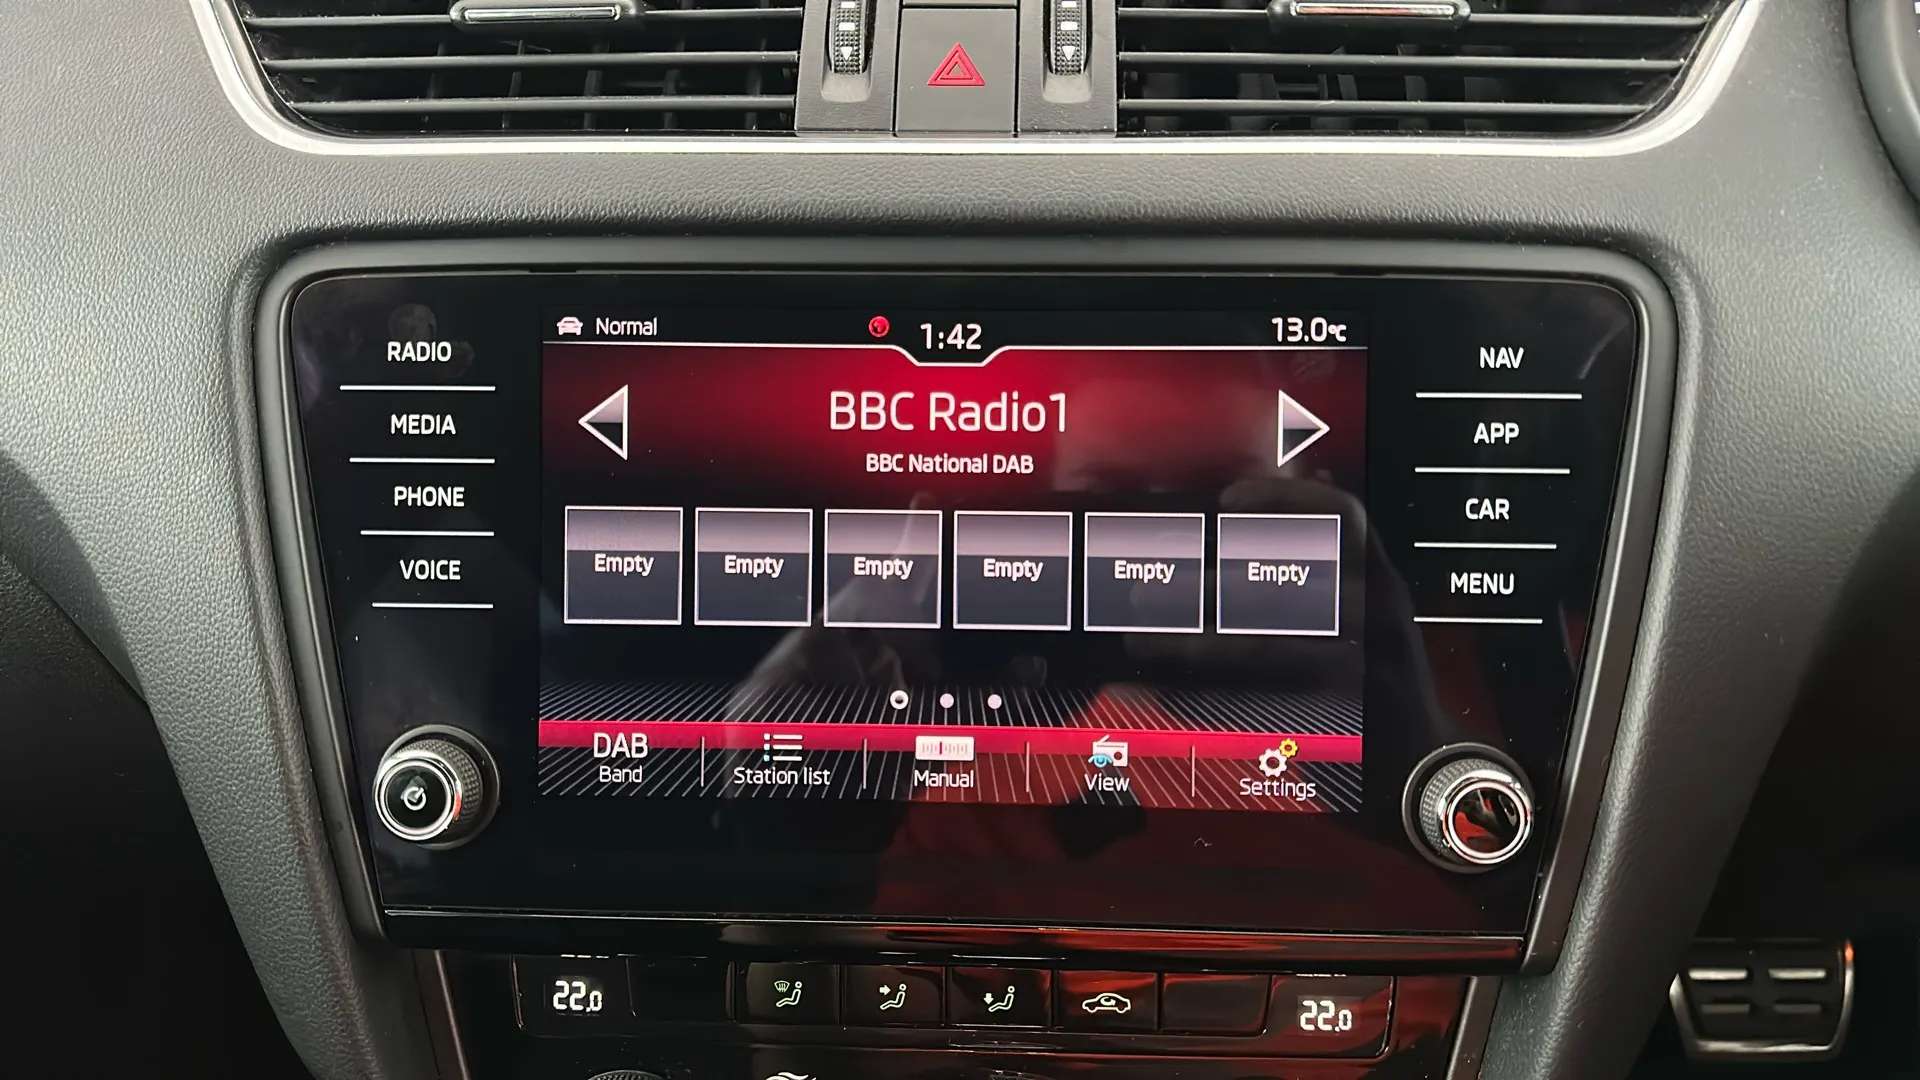 Normal
1:42
13.0°C
RADIO
MEDIA
PHONE
VOICE
NAV
APP
CAR
MENU
BBC Radio1
BBC National DAB
Empty Empty Empty Empty Empty Empty
DAB
Band
Station list
Manual
View
Settings
22.0
22.0